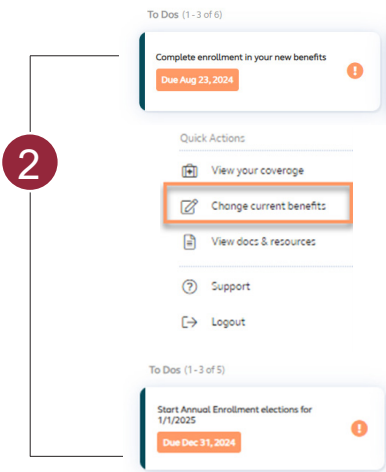 To Dos (1 - 3 of 6)
Complete enrollment in your new benefits
Due Aug 23, 2024
2
Quick Actions
View your coverage
Change current benefits
View docs & resources
Support
Logout
To Dos (1 - 3 of 5)
Start Annual Enrollment elections for
1/1/2025
Due Dec 31, 2024